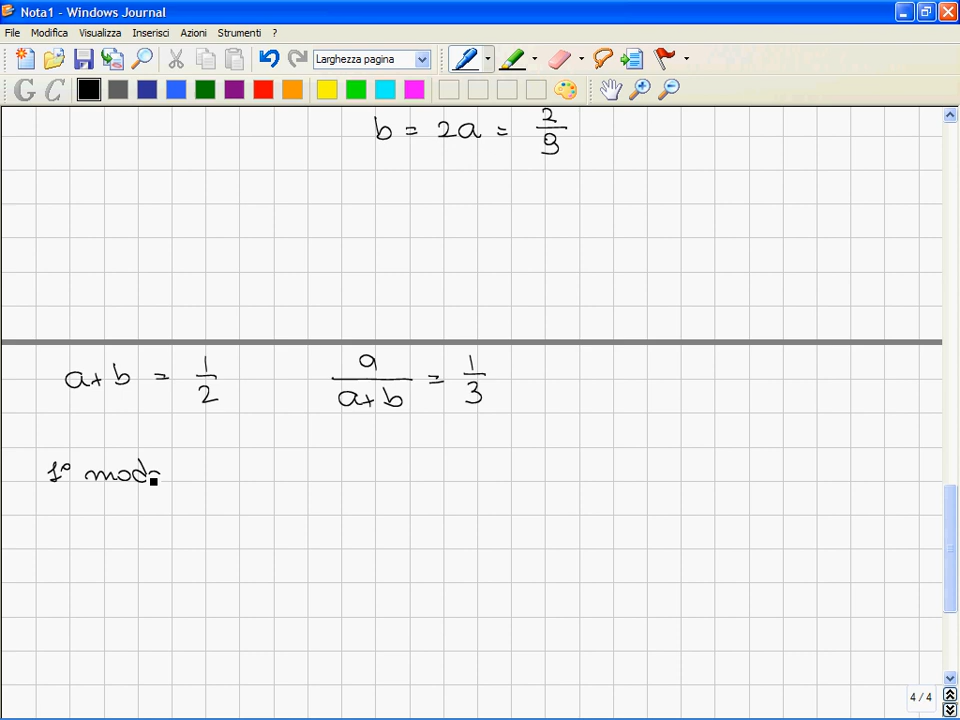 Nota1 - Windows Journal
File Modifica Visualizza Inserisci Azioni Strumenti ?
Larghezza pagina
G C
b = 2a = 2/9
a+b = 1/2 a/(a+b) = 1/3
1° modo
4 / 4